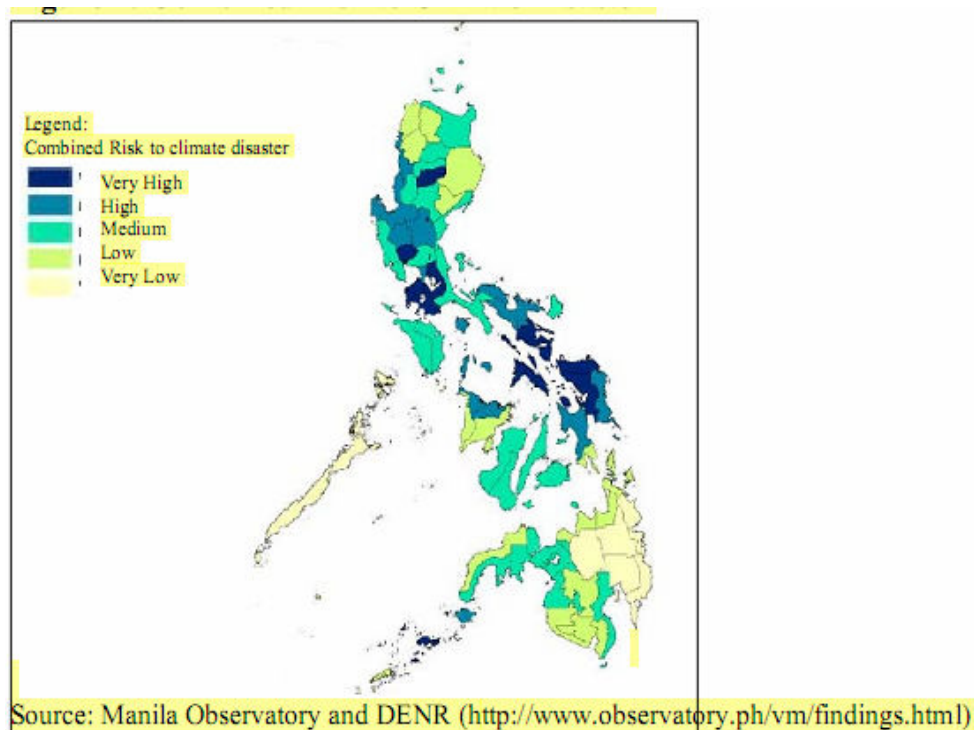 Legend:
Combined Risk to climate disaster
Very High
High
Medium
Low
Very Low
Source: Manila Observatory and DENR (http://www.observatory.ph/vm/findings.html)